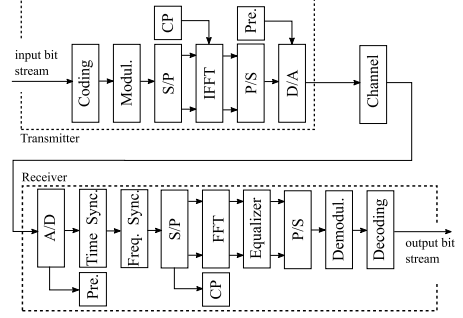 CP
Pre.
input bit
stream
Coding
Modul.
S/P
IFFT
P/S
D/A
Channel
Transmitter
Receiver
A/D
Time Sync.
Freq. Sync.
S/P
FFT
Equalizer
P/S
Demodul.
Decoding
output bit
stream
Pre.
CP